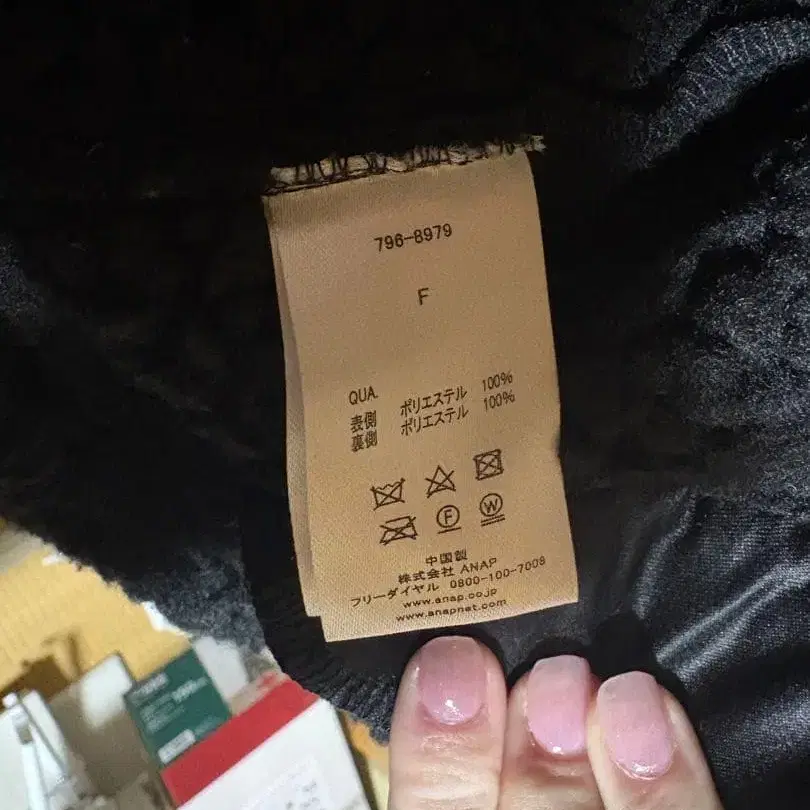 796-8979
F
QUA.
表側 ポリエステル 100%
裏側 ポリエステル 100%
F W
中国製
株式会社 ANAP
フリーダイヤル 0800-100-7009
www.anap.co.jp
www.anapnet.com